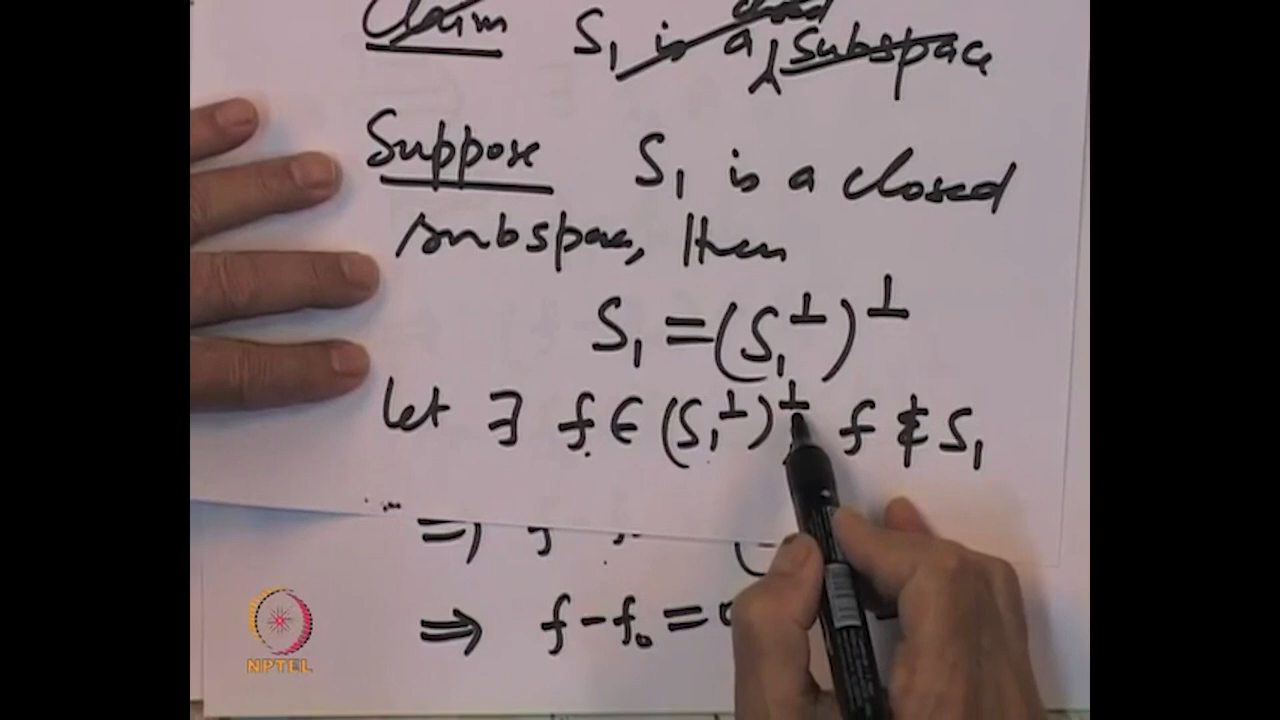 Claim S₁ is a closed subspace
Suppose S₁ is a closed
subspace, then
S₁ = (S₁^⊥)^⊥
let ∃ f ∈ (S₁^⊥)^⊥ f ∉ S₁
⇒ f
⇒ f - f₀ =
NPTEL